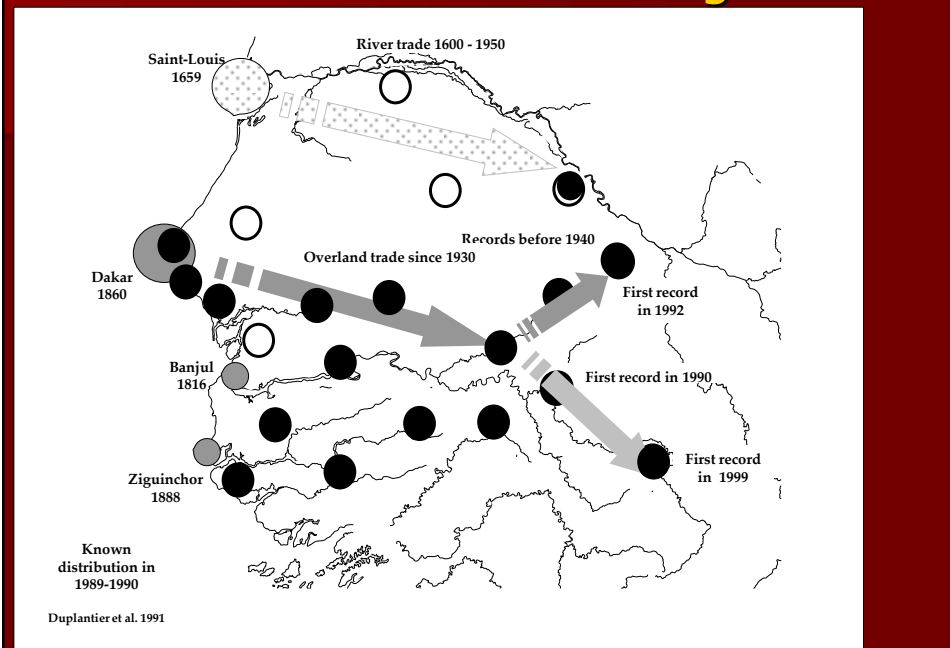 River trade 1600 - 1950
Saint-Louis
1659
Records before 1940
Overland trade since 1930
Dakar
1860
First record
in 1992
Banjul
1816
First record in 1990
First record
in 1999
Ziguinchor
1888
Known
distribution in
1989-1990
Duplantier et al. 1991